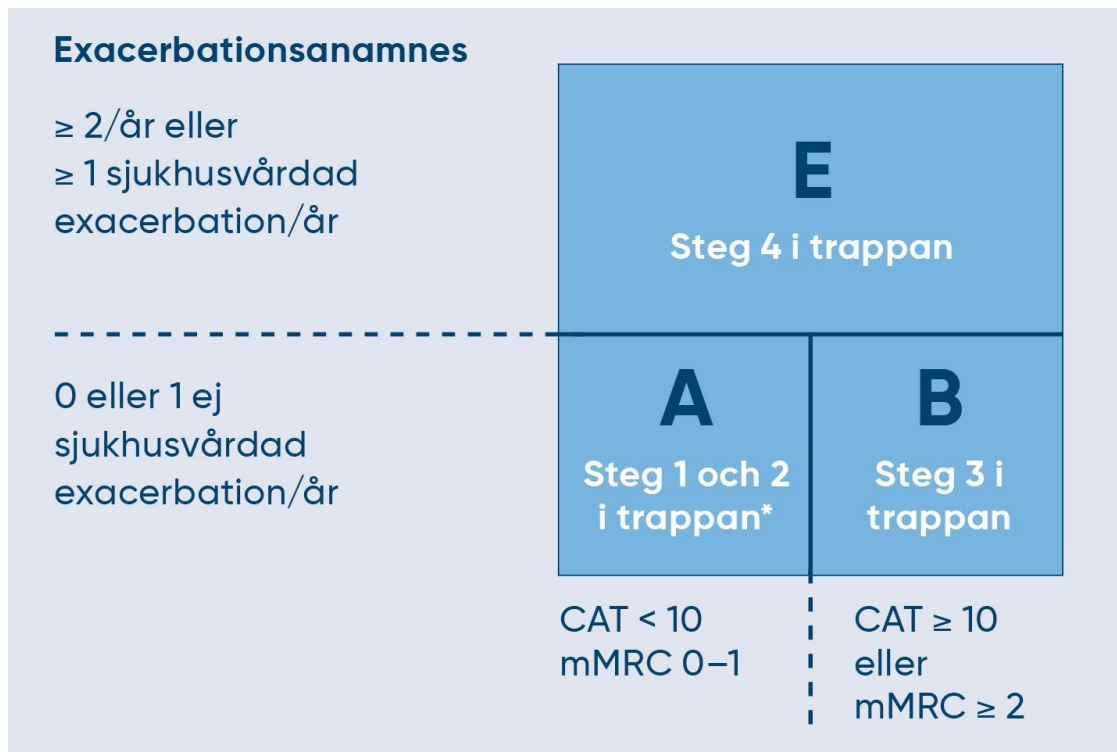 Exacerbationsanamnes
≥ 2/år eller
≥ 1 sjukhusvårdad
exacerbation/år
E
Steg 4 i trappan
0 eller 1 ej
sjukhusvårdad
exacerbation/år
A
Steg 1 och 2
i trappan*
B
Steg 3 i
trappan
CAT < 10
mMRC 0–1
CAT ≥ 10
eller
mMRC ≥ 2